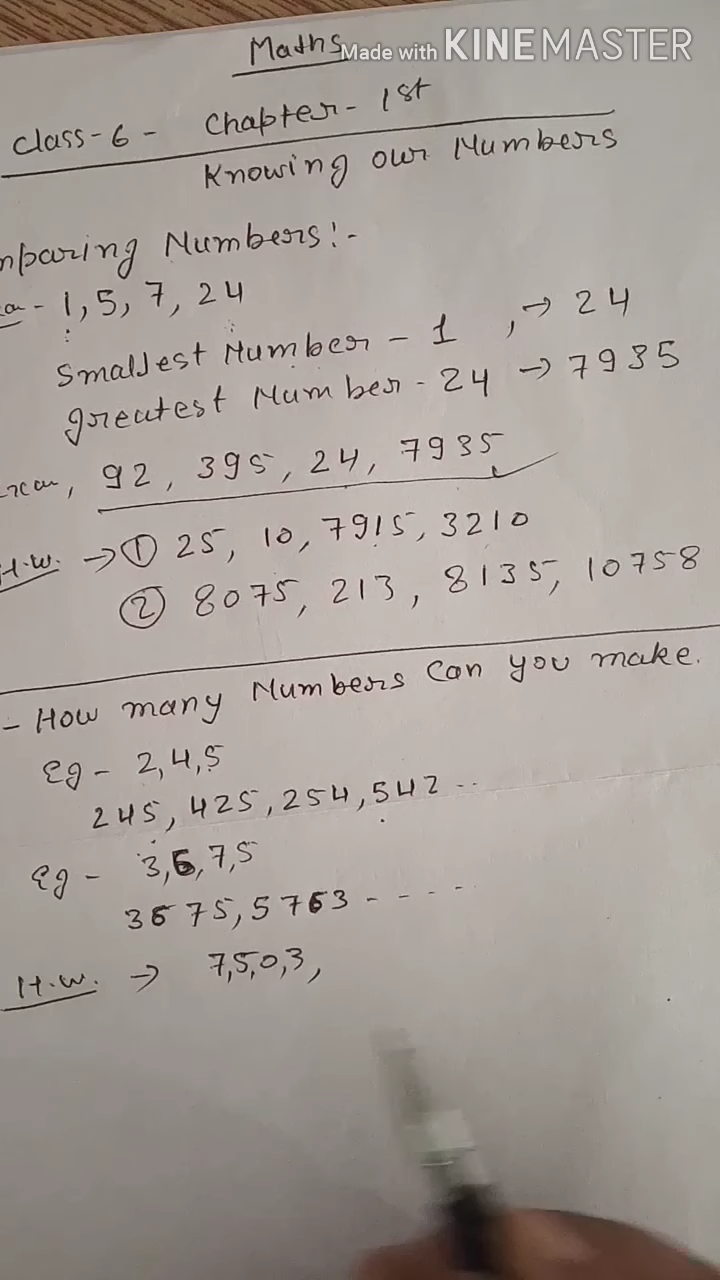 Maths
Made with KINEMASTER
Class-6 - Chapter- 1st
Knowing our Numbers
mparing Numbers:-
1, 5, 7, 24
Smallest Number - 1 , → 24
greatest Number - 24 → 7935
92, 395, 24, 7935
H.W. → ① 25, 10, 7915, 3210
② 8075, 213, 8135, 10758
- How many Numbers Can you make.
Eg - 2,4,5
245, 425, 254, 542 ..
Eg - 3,6,7,5
3675, 5763 - - - -
H.W. → 7,5,0,3,